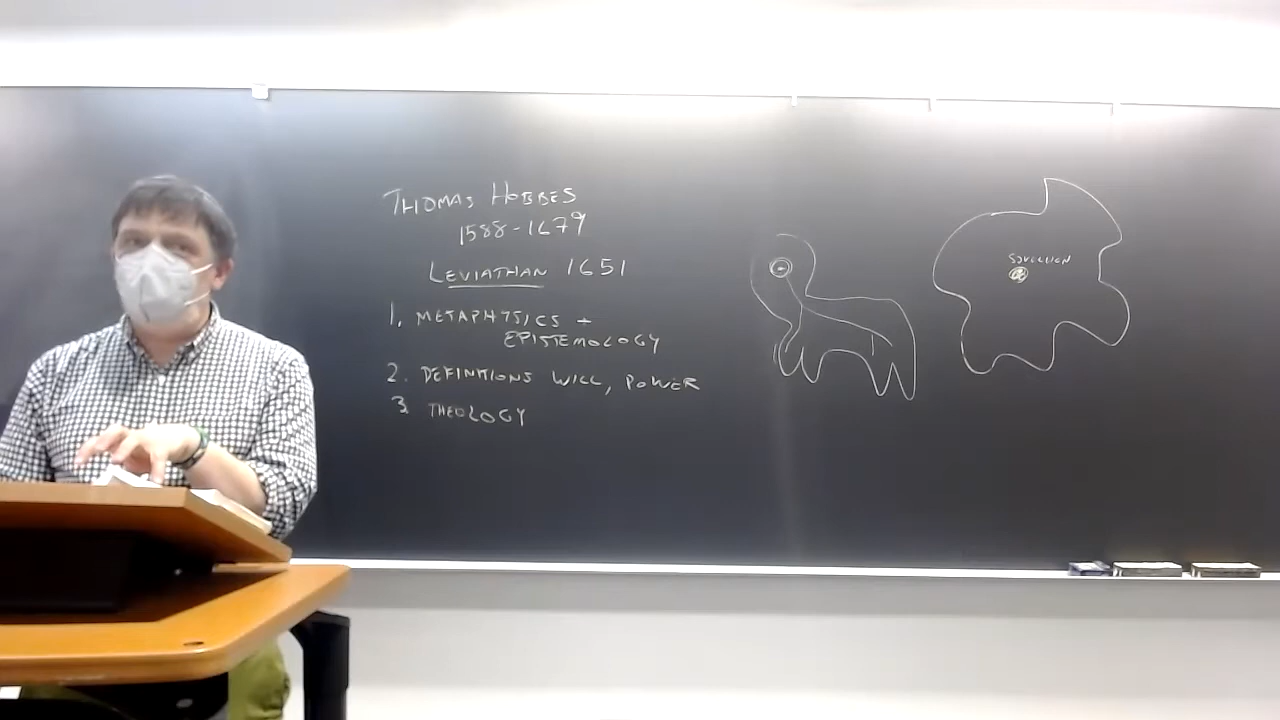 THOMAS HOBBES
1588-1679
LEVIATHAN 1651
1. METAPHYSICS +
EPISTEMOLOGY
2. DEFINITIONS WILL, POWER
3. THEOLOGY
SOVEREIGN